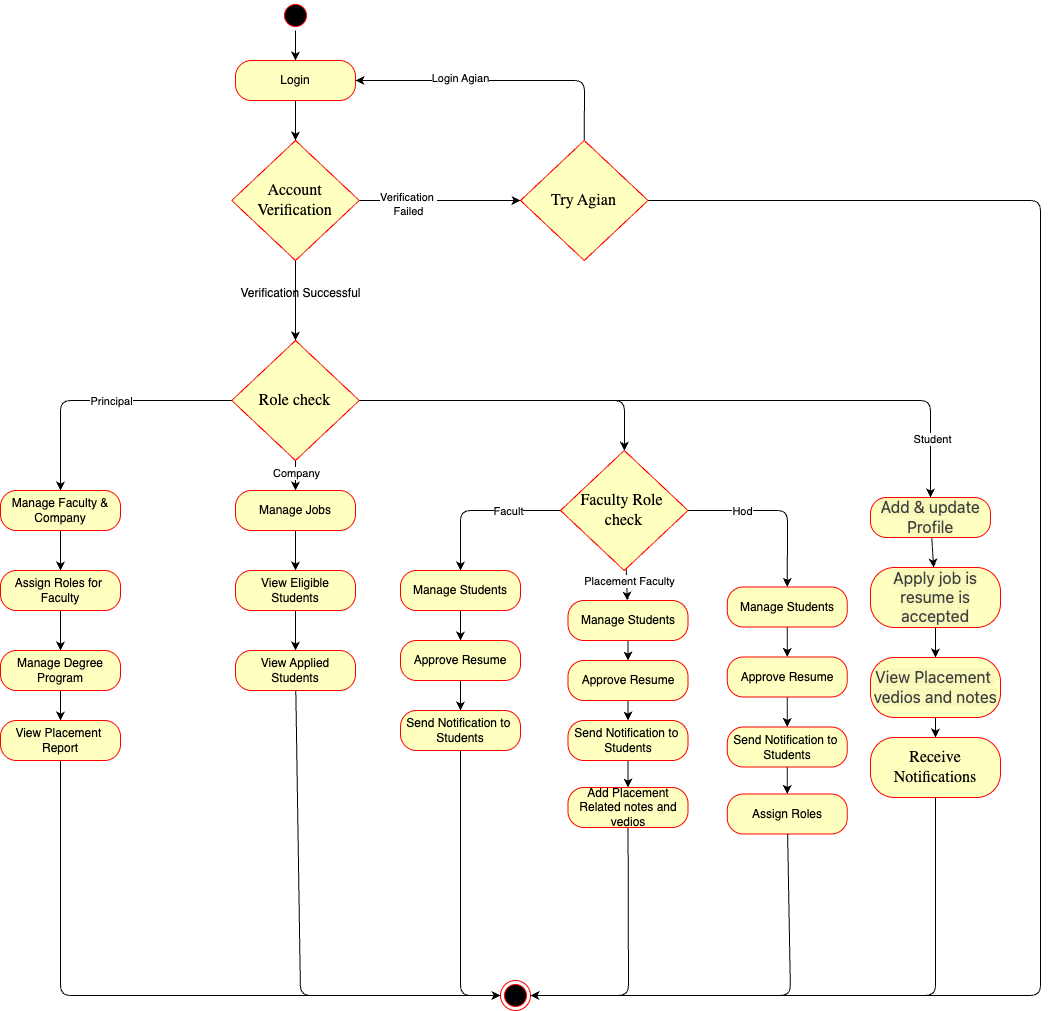 Login
Login Agian
Account
Verification
Verification
Failed
Try Agian
Verification Successful
Role check
Principal
Company
Student
Manage Faculty &
Company
Assign Roles for
Faculty
Manage Degree
Program
View Placement
Report
Manage Jobs
View Eligible
Students
View Applied
Students
Faculty Role
check
Facult
Placement Faculty
Hod
Manage Students
Approve Resume
Send Notification to
Students
Manage Students
Approve Resume
Send Notification to
Students
Add Placement
Related notes and
vedios
Manage Students
Approve Resume
Send Notification to
Students
Assign Roles
Add & update
Profile
Apply job is
resume is
accepted
View Placement
vedios and notes
Receive
Notifications